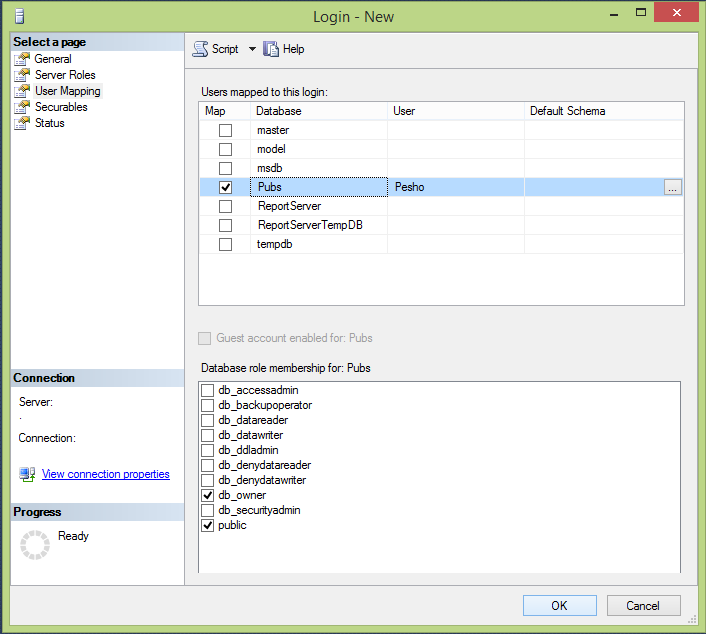 Login - New
Select a page
General
Server Roles
User Mapping
Securables
Status
Script Help
Users mapped to this login:
Map Database User Default Schema
master
model
msdb
Pubs Pesho ...
ReportServer
ReportServerTempDB
tempdb
Guest account enabled for: Pubs
Database role membership for: Pubs
db_accessadmin
db_backupoperator
db_datareader
db_datawriter
db_ddladmin
db_denydatareader
db_denydatawriter
db_owner
db_securityadmin
public
Connection
Server:
.
Connection:
View connection properties
Progress
Ready
OK Cancel